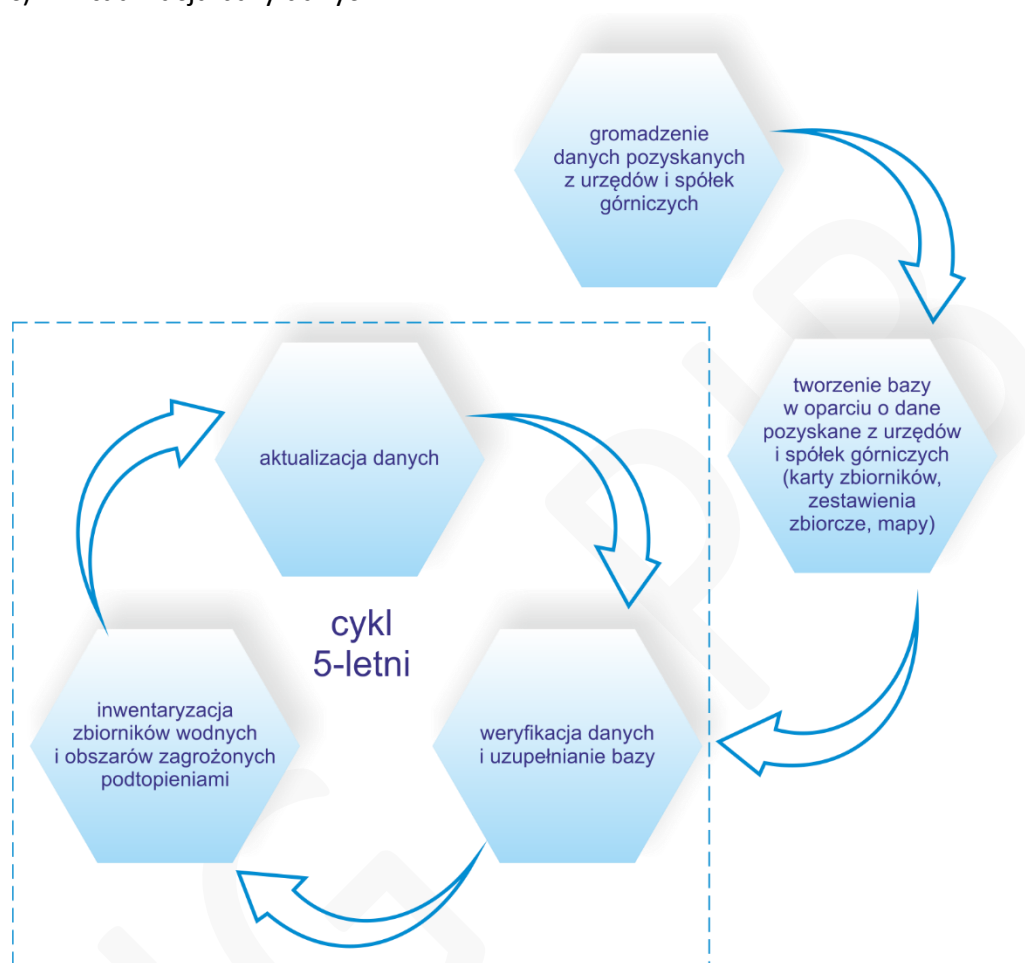 gromadzenie
danych pozyskanych
z urzędów i spółek
górniczych
tworzenie bazy
w oparciu o dane
pozyskane z urzędów
i spółek górniczych
(karty zbiorników,
zestawienia
zbiorcze, mapy)
aktualizacja danych
cykl
5-letni
inwentaryzacja
zbiorników wodnych
i obszarów zagrożonych
podtopieniami
weryfikacja danych
i uzupełnianie bazy